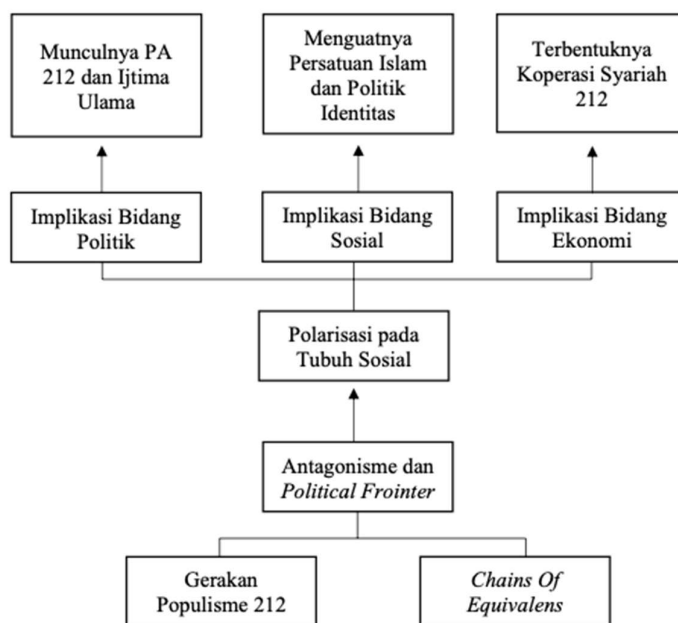 Munculnya PA
212 dan Ijtima
Ulama
Menguatnya
Persatuan Islam
dan Politik
Identitas
Terbentuknya
Koperasi Syariah
212
Implikasi Bidang
Politik
Implikasi Bidang
Sosial
Implikasi Bidang
Ekonomi
Polarisasi pada
Tubuh Sosial
Antagonisme dan
Political Frointer
Gerakan
Populisme 212
Chains Of
Equivalens